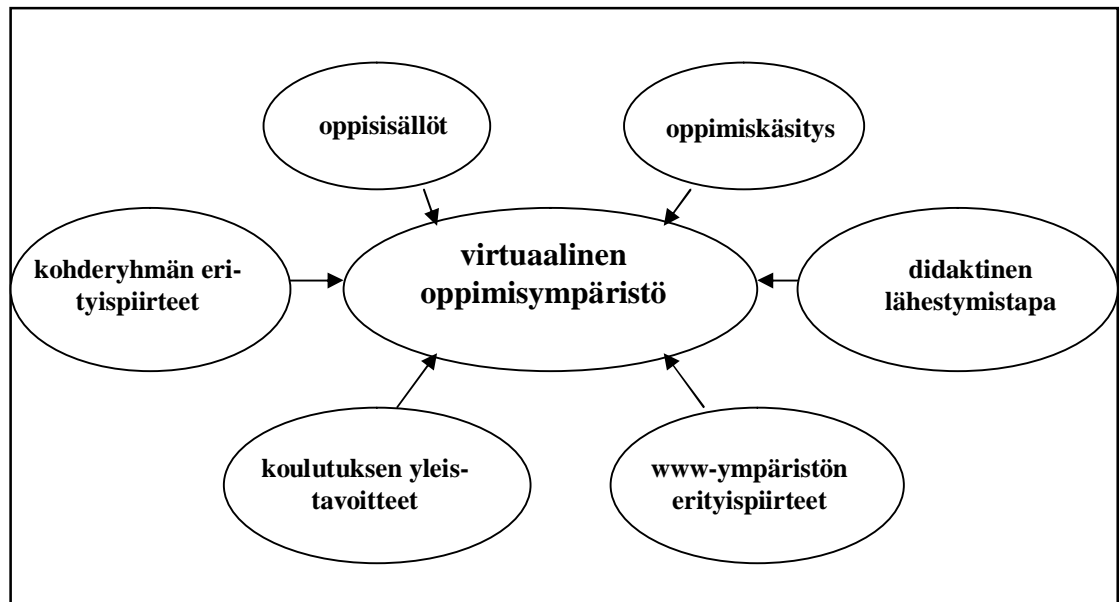 oppisisällöt
oppimiskäsitys
virtuaalinen
oppimisympäristö
kohderyhmän eri-
tyispiirteet
didaktinen
lähestymistapa
koulutuksen yleis-
tavoitteet
www-ympäristön
erityispiirteet